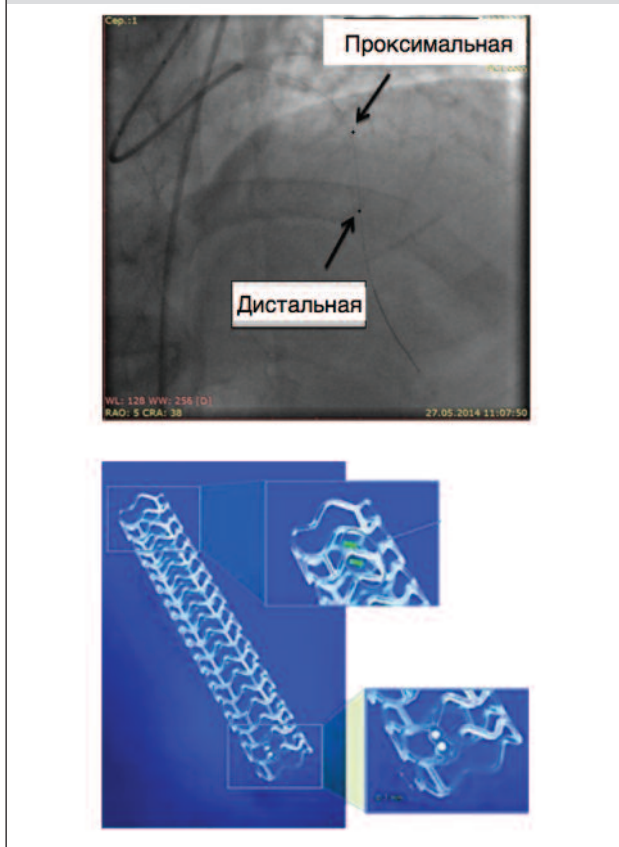 Сер.:1
Проксимальная
Дистальная
WL: 128 WW: 256 [D]
RAO: 5 CRA: 38
27.05.2014 11:07:50